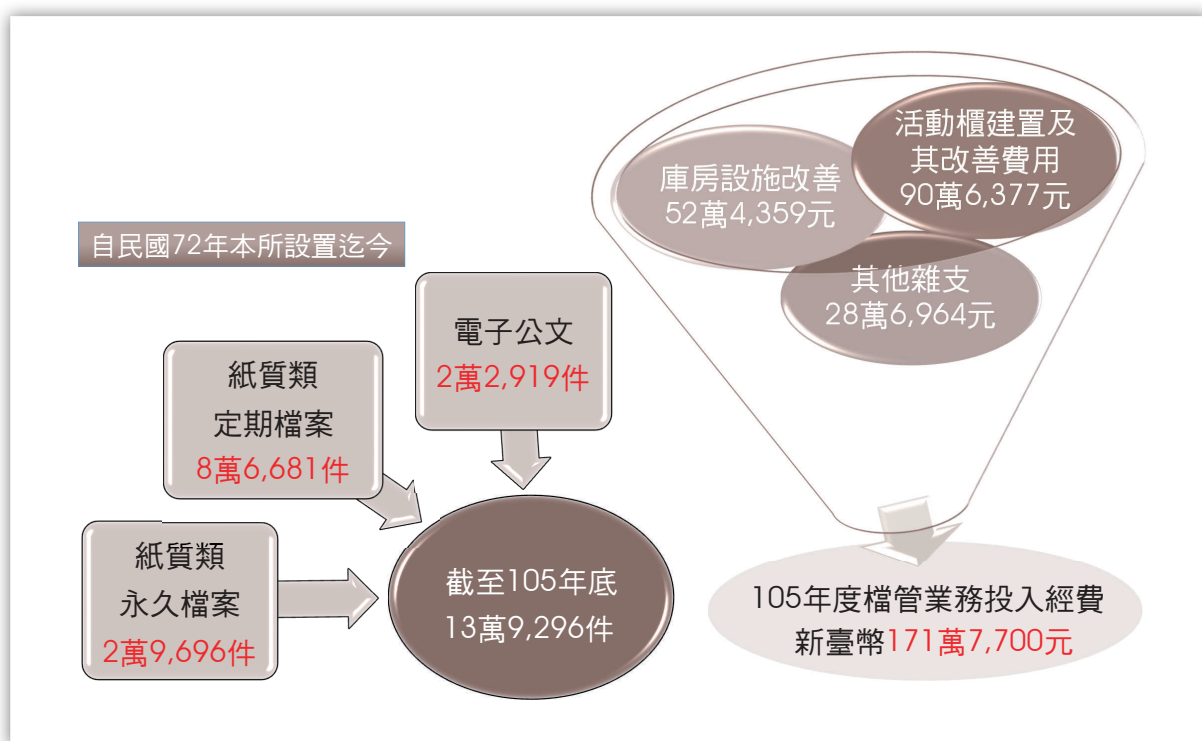 自民國72年本所設置迄今
電子公文
2萬2,919件
紙質類
定期檔案
8萬6,681件
紙質類
永久檔案
2萬9,696件
截至105年底
13萬9,296件
活動櫃建置及
其改善費用
90萬6,377元
庫房設施改善
52萬4,359元
其他雜支
28萬6,964元
105年度檔管業務投入經費
新臺幣171萬7,700元